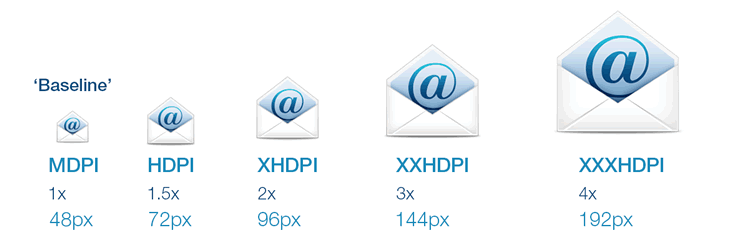 ‘Baseline’
@ @ @ @ @
MDPI HDPI XHDPI XXHDPI XXXHDPI
1x 1.5x 2x 3x 4x
48px 72px 96px 144px 192px